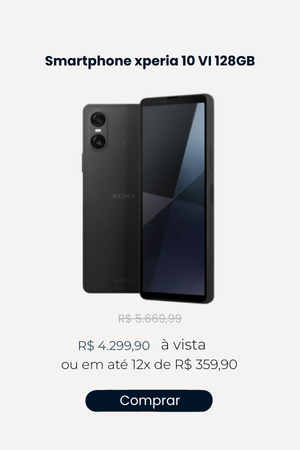 Smartphone xperia 10 VI 128GB
SONY
R$ 5.669,99
R$ 4.299,90 à vista
ou em até 12x de R$ 359,90
Comprar